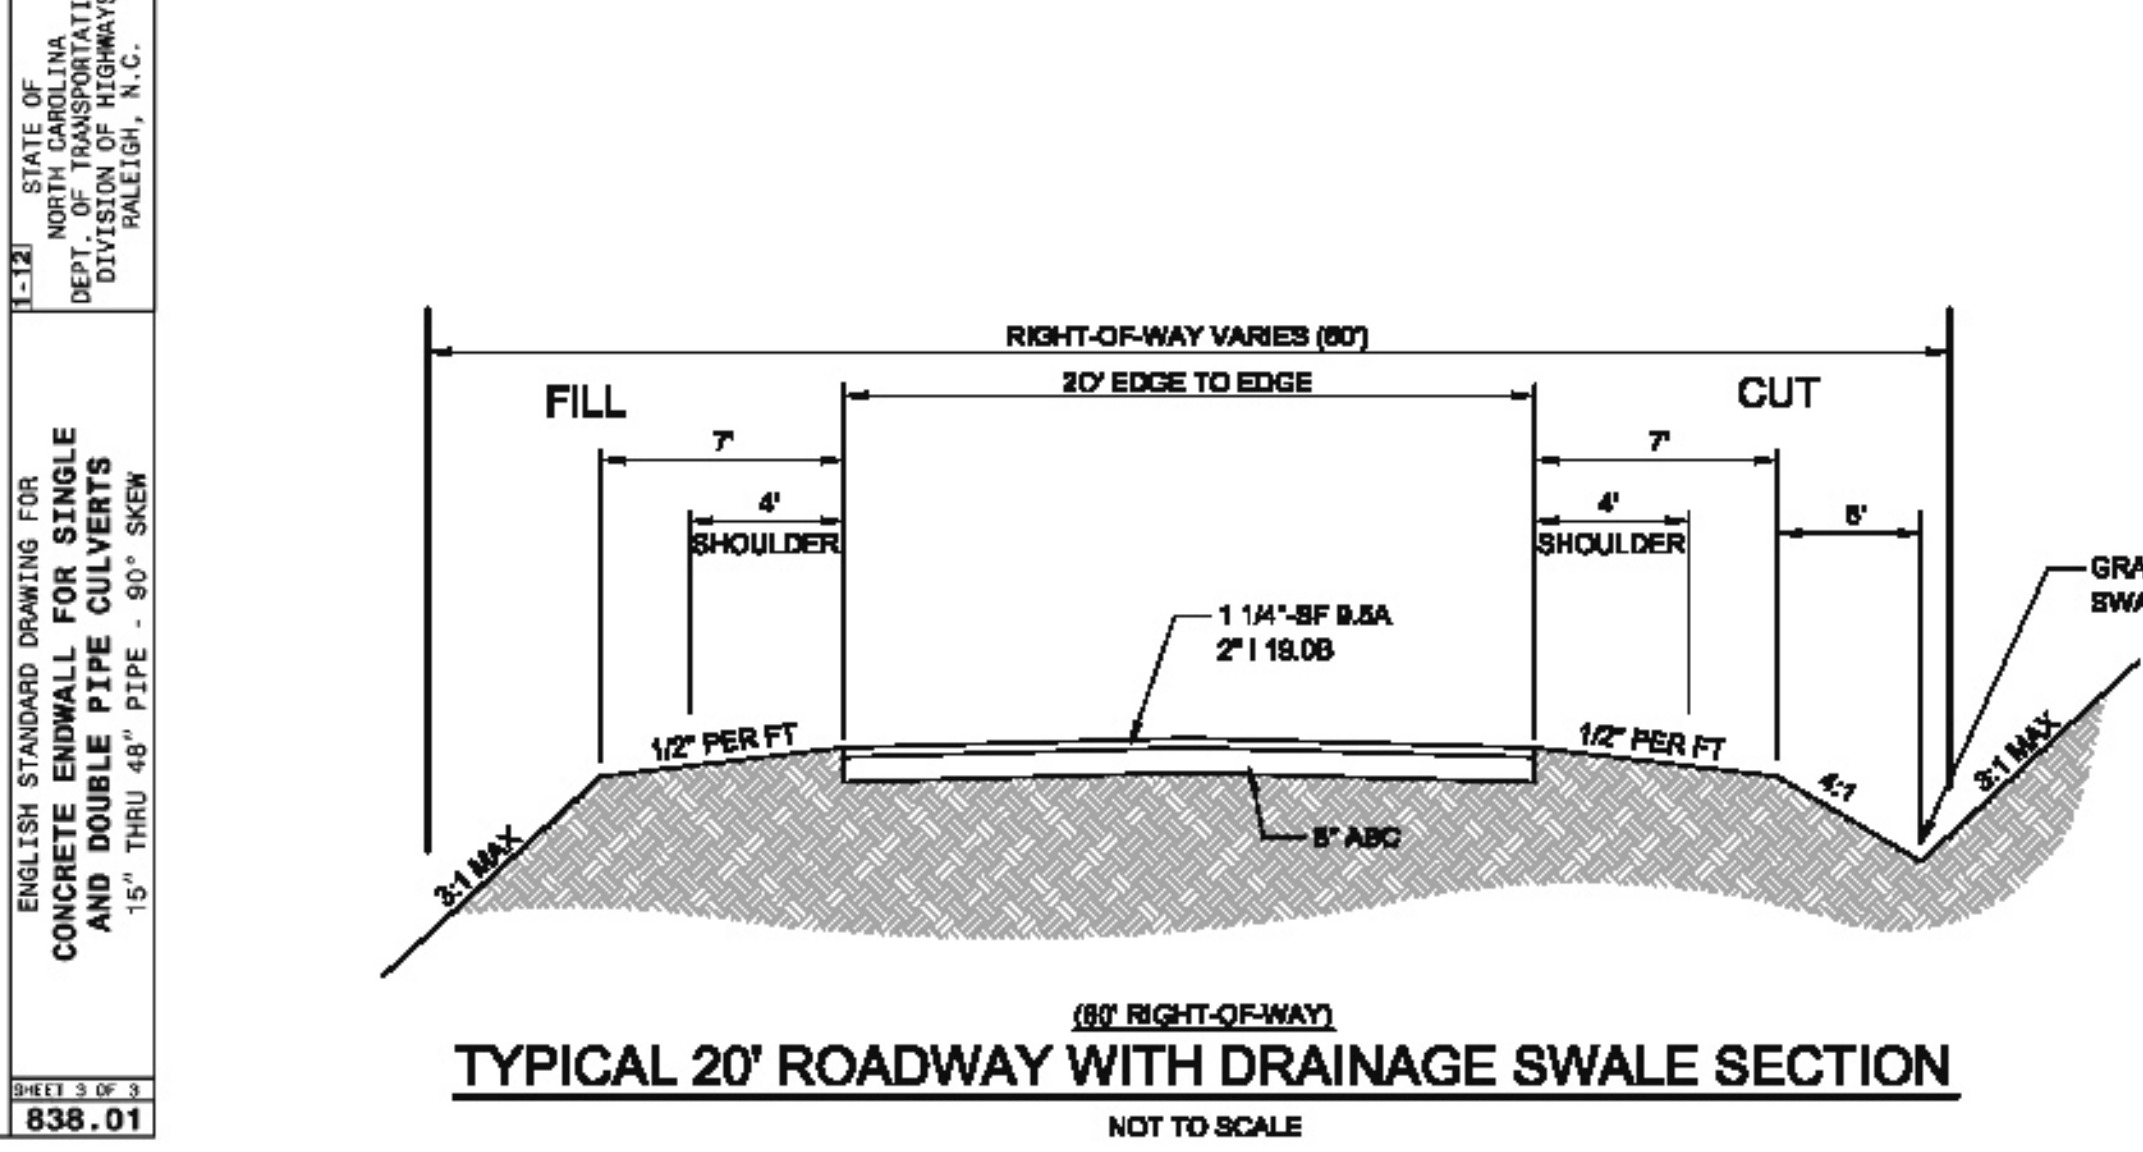 1-12
STATE OF
NORTH CAROLINA
DEPT. OF TRANSPORTATI
DIVISION OF HIGHWAYS
RALEIGH, N.C.
ENGLISH STANDARD DRAWING FOR
CONCRETE ENDWALL FOR SINGLE
AND DOUBLE PIPE CULVERTS
15" THRU 48" PIPE - 90° SKEW
SHEET 3 OF 3
838.01
RIGHT-OF-WAY VARIES (60')
20' EDGE TO EDGE
FILL
CUT
7'
7'
4'
SHOULDER
4'
SHOULDER
GRA
SWA
1 1/4"-SF 9.5A
2" I 19.0B
1/2" PER FT
1/2" PER FT
3:1 MAX
4:1
3:1 MAX
ABC
(60' RIGHT-OF-WAY)
TYPICAL 20' ROADWAY WITH DRAINAGE SWALE SECTION
NOT TO SCALE